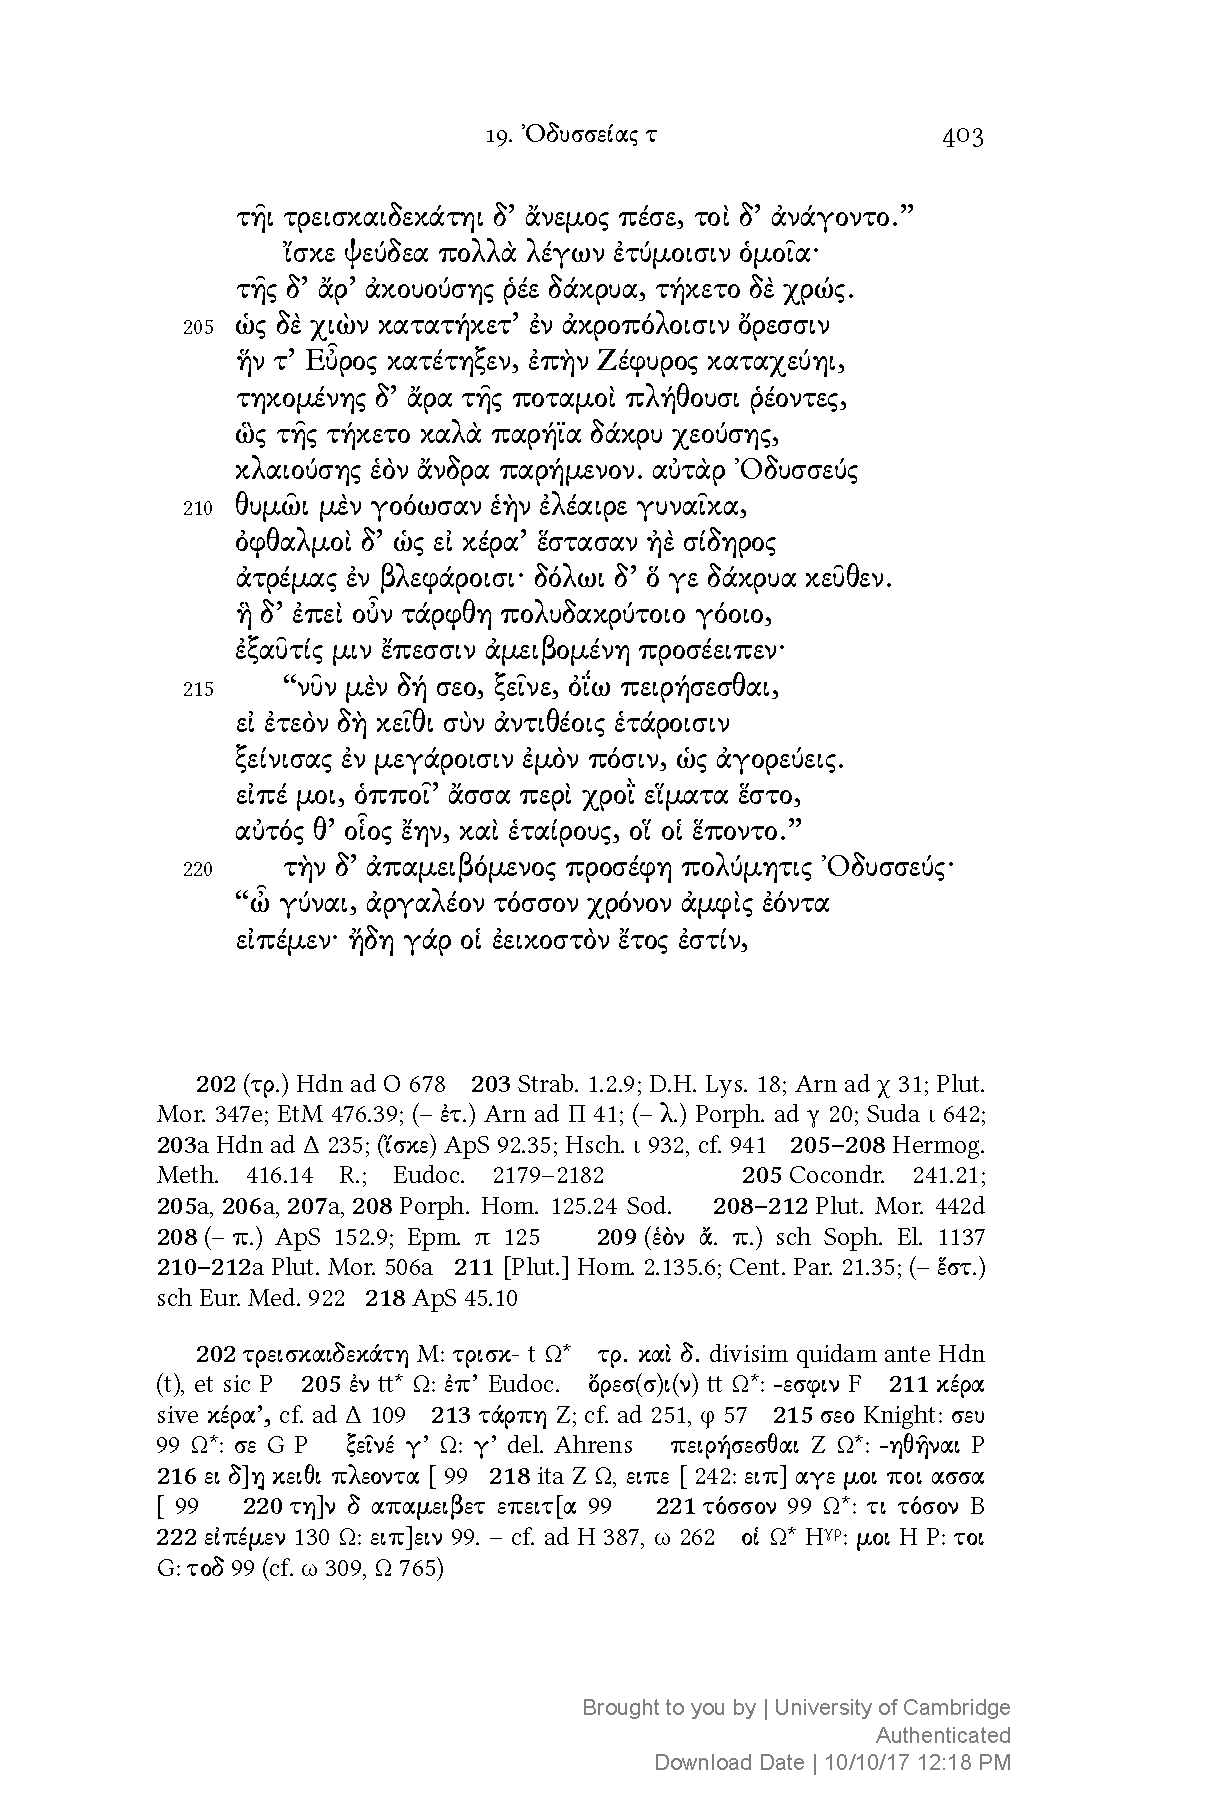 19. Ὀδυσσείας τ 403
τῆι τρεισκαιδεκάτηι δ’ ἄνεμος πέσε, τοὶ δ’ ἀνάγοντο.”
ἴσκε ψεύδεα πολλὰ λέγων ἐτύμοισιν ὁμοῖα·
τῆς δ’ ἄρ’ ἀκουούσης ῥέε δάκρυα, τήκετο δὲ χρώς.
205 ὡς δὲ χιὼν κατατήκετ’ ἐν ἀκροπόλοισιν ὄρεσσιν
ἥν τ’ Εὖρος κατέτηξεν, ἐπὴν Ζέφυρος καταχεύηι,
τηκομένης δ’ ἄρα τῆς ποταμοὶ πλήθουσι ῥέοντες,
ὣς τῆς τήκετο καλὰ παρήϊα δάκρυ χεούσης,
κλαιούσης ἑὸν ἄνδρα παρήμενον. αὐτὰρ Ὀδυσσεύς
210 θυμῶι μὲν γοόωσαν ἑὴν ἐλέαιρε γυναῖκα,
ὀφθαλμοὶ δ’ ὡς εἰ κέρα’ ἕστασαν ἠὲ σίδηρος
ἀτρέμας ἐν βλεφάροισι· δόλωι δ’ ὅ γε δάκρυα κεῦθεν.
ἣ δ’ ἐπεὶ οὖν τάρφθη πολυδακρύτοιο γόοιο,
ἐξαῦτίς μιν ἔπεσσιν ἀμειβομένη προσέειπεν·
215 “νῦν μὲν δή σεο, ξεῖνε, ὀΐω πειρήσεσθαι,
εἰ ἐτεὸν δὴ κεῖθι σὺν ἀντιθέοις ἑτάροισιν
ξείνισας ἐν μεγάροισιν ἐμὸν πόσιν, ὡς ἀγορεύεις.
εἰπέ μοι, ὁπποῖ’ ἄσσα περὶ χροῒ εἵματα ἕστο,
αὐτός θ’ οἷος ἔην, καὶ ἑταίρους, οἵ οἱ ἕποντο.”
220 τὴν δ’ ἀπαμειβόμενος προσέφη πολύμητις Ὀδυσσεύς·
“ὦ γύναι, ἀργαλέον τόσσον χρόνον ἀμφὶς ἐόντα
εἰπέμεν· ἤδη γάρ οἱ ἐεικοστὸν ἔτος ἐστίν,
202 (τρ.) Hdn ad Ο 678 203 Strab. 1.2.9; D.H. Lys. 18; Arn ad χ 31; Plut.
Mor. 347e; EtM 476.39; (– ἐτ.) Arn ad Π 41; (– λ.) Porph. ad γ 20; Suda ι 642;
203a Hdn ad Δ 235; (ἴσκε) ApS 92.35; Hsch. ι 932, cf. 941 205–208 Hermog.
Meth. 416.14 R.; Eudoc. 2179–2182 205 Cocondr. 241.21;
205a, 206a, 207a, 208 Porph. Hom. 125.24 Sod. 208–212 Plut. Mor. 442d
208 (– π.) ApS 152.9; Epm. π 125 209 (ἑὸν ἄ. π.) sch Soph. El. 1137
210–212a Plut. Mor. 506a 211 [Plut.] Hom. 2.135.6; Cent. Par. 21.35; (– ἕστ.)
sch Eur. Med. 922 218 ApS 45.10
202 τρεισκαιδεκάτη M: τρισκ- t Ω* τρ. καὶ δ. divisim quidam ante Hdn
(t), et sic P 205 ἐν tt* Ω: ἐπ’ Eudoc. ὄρεσ(σ)ι(ν) tt Ω*: -εσφιν F 211 κέρα
sive κέρα’, cf. ad Δ 109 213 τάρπη Z; cf. ad 251, φ 57 215 σεο Knight: σευ
99 Ω*: σε G P ξεῖνέ γ’ Ω: γ’ del. Ahrens πειρήσεσθαι Z Ω*: -ηθῆναι P
216 ει δ]η̣ κειθι πλεοντα [ 99 218 ita Z Ω, ειπε [ 242: ειπ] αγε μοι ποι ασσα
[ 99 220 τη]ν δ απαμειβετ επειτ[α 99 221 τόσσον 99 Ω*: τι τόσον B
222 εἰπέμεν 130 Ω: ειπ]ειν 99. – cf. ad Η 387, ω 262 οἱ Ω* Hγρ: μοι H P: τοι
G: τοδ 99 (cf. ω 309, Ω 765)
Brought to you by | University of Cambridge
Authenticated
Download Date | 10/10/17 12:18 PM